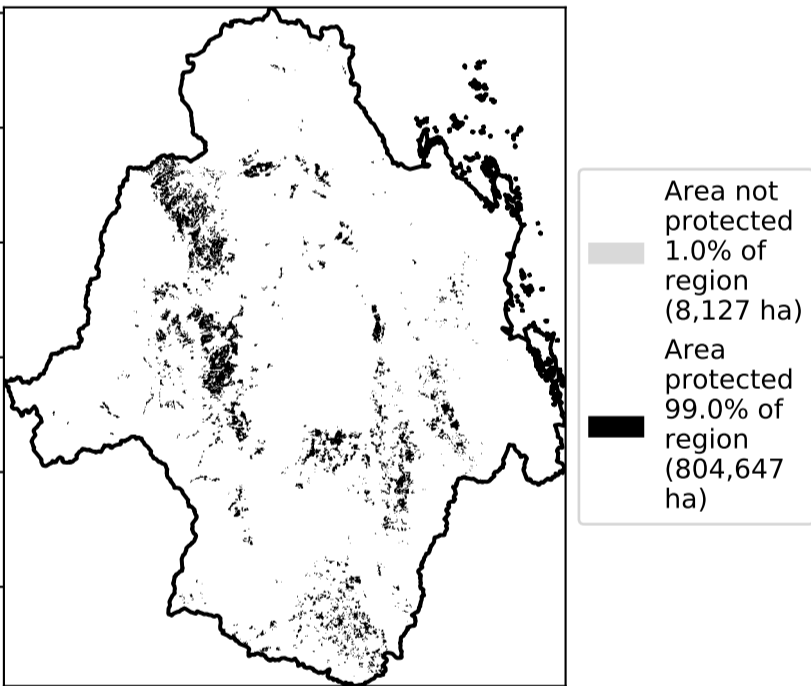 Area not
protected
1.0% of
region
(8,127 ha)
Area
protected
99.0% of
region
(804,647
ha)